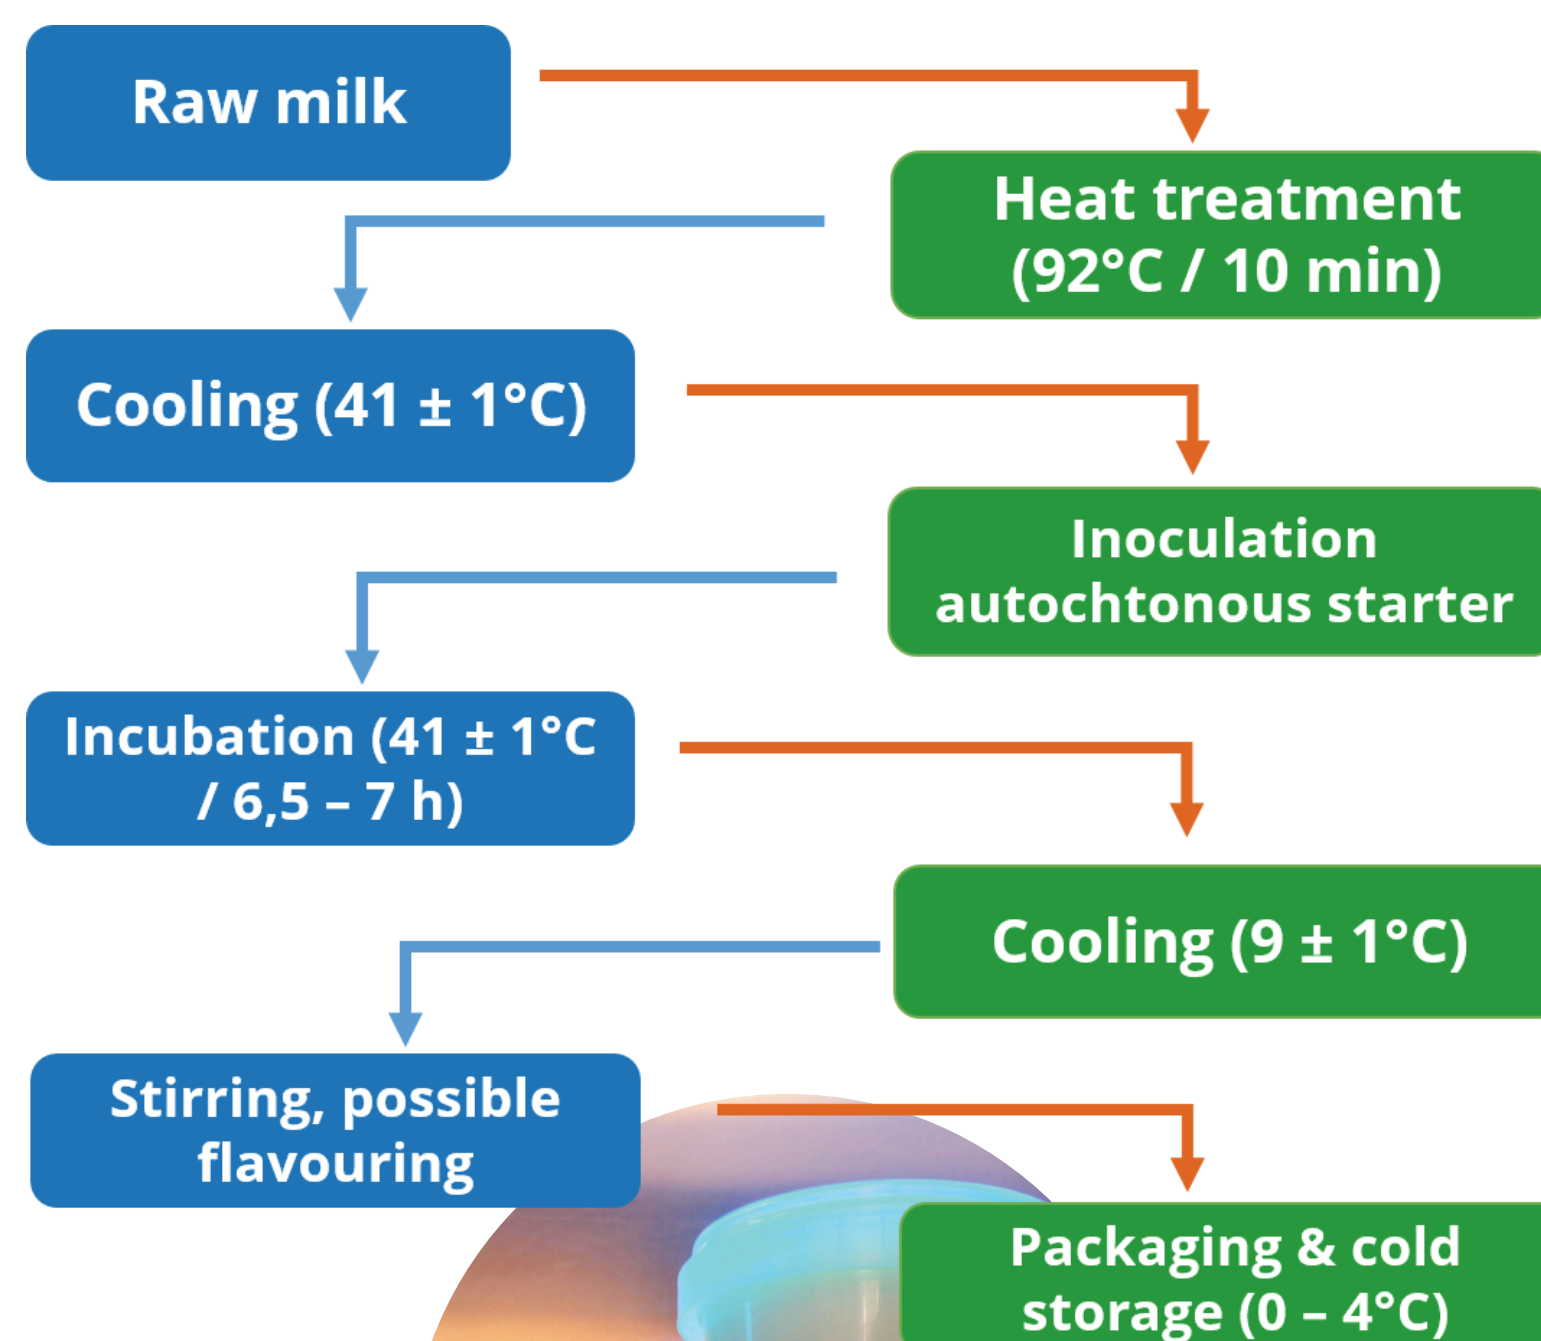 Raw milk
Heat treatment
(92°C / 10 min)
Cooling (41 ± 1°C)
Inoculation
autochtonous starter
Incubation (41 ± 1°C
/ 6,5 – 7 h)
Cooling (9 ± 1°C)
Stirring, possible
flavouring
Packaging & cold
storage (0 – 4°C)